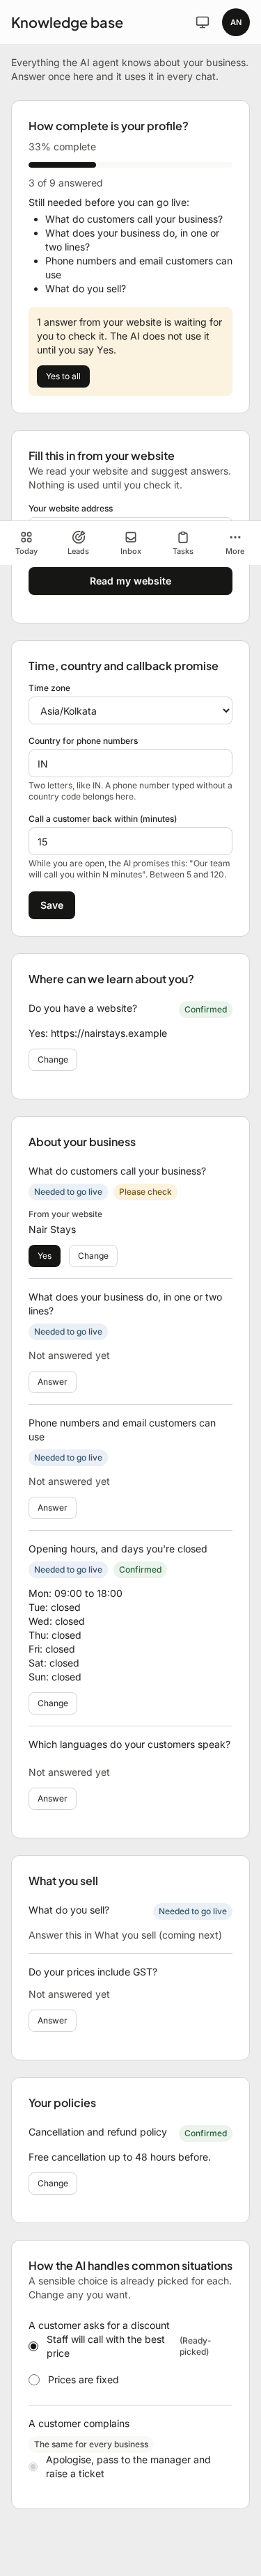 Knowledge base
AN
Everything the AI agent knows about your business.
Answer once here and it uses it in every chat.
How complete is your profile?
33% complete
3 of 9 answered
Still needed before you can go live:
• What do customers call your business?
• What does your business do, in one or
two lines?
• Phone numbers and email customers can
use
• What do you sell?
1 answer from your website is waiting for
you to check it. The AI does not use it
until you say Yes.
Yes to all
Fill this in from your website
We read your website and suggest answers.
Nothing is used until you check it.
Your website address
Today
Leads
Inbox
Tasks
More
Read my website
Time, country and callback promise
Time zone
Asia/Kolkata
Country for phone numbers
IN
Two letters, like IN. A phone number typed without a
country code belongs here.
Call a customer back within (minutes)
15
While you are open, the AI promises this: "Our team
will call you within N minutes". Between 5 and 120.
Save
Where can we learn about you?
Do you have a website?
Confirmed
Yes: https://nairstays.example
Change
About your business
What do customers call your business?
Needed to go live
Please check
From your website
Nair Stays
Yes
Change
What does your business do, in one or two
lines?
Needed to go live
Not answered yet
Answer
Phone numbers and email customers can
use
Needed to go live
Not answered yet
Answer
Opening hours, and days you're closed
Needed to go live
Confirmed
Mon: 09:00 to 18:00
Tue: closed
Wed: closed
Thu: closed
Fri: closed
Sat: closed
Sun: closed
Change
Which languages do your customers speak?
Not answered yet
Answer
What you sell
What do you sell?
Needed to go live
Answer this in What you sell (coming next)
Do your prices include GST?
Not answered yet
Answer
Your policies
Cancellation and refund policy
Confirmed
Free cancellation up to 48 hours before.
Change
How the AI handles common situations
A sensible choice is already picked for each.
Change any you want.
A customer asks for a discount
Staff will call with the best
price
(Ready-
picked)
Prices are fixed
A customer complains
The same for every business
Apologise, pass to the manager and
raise a ticket